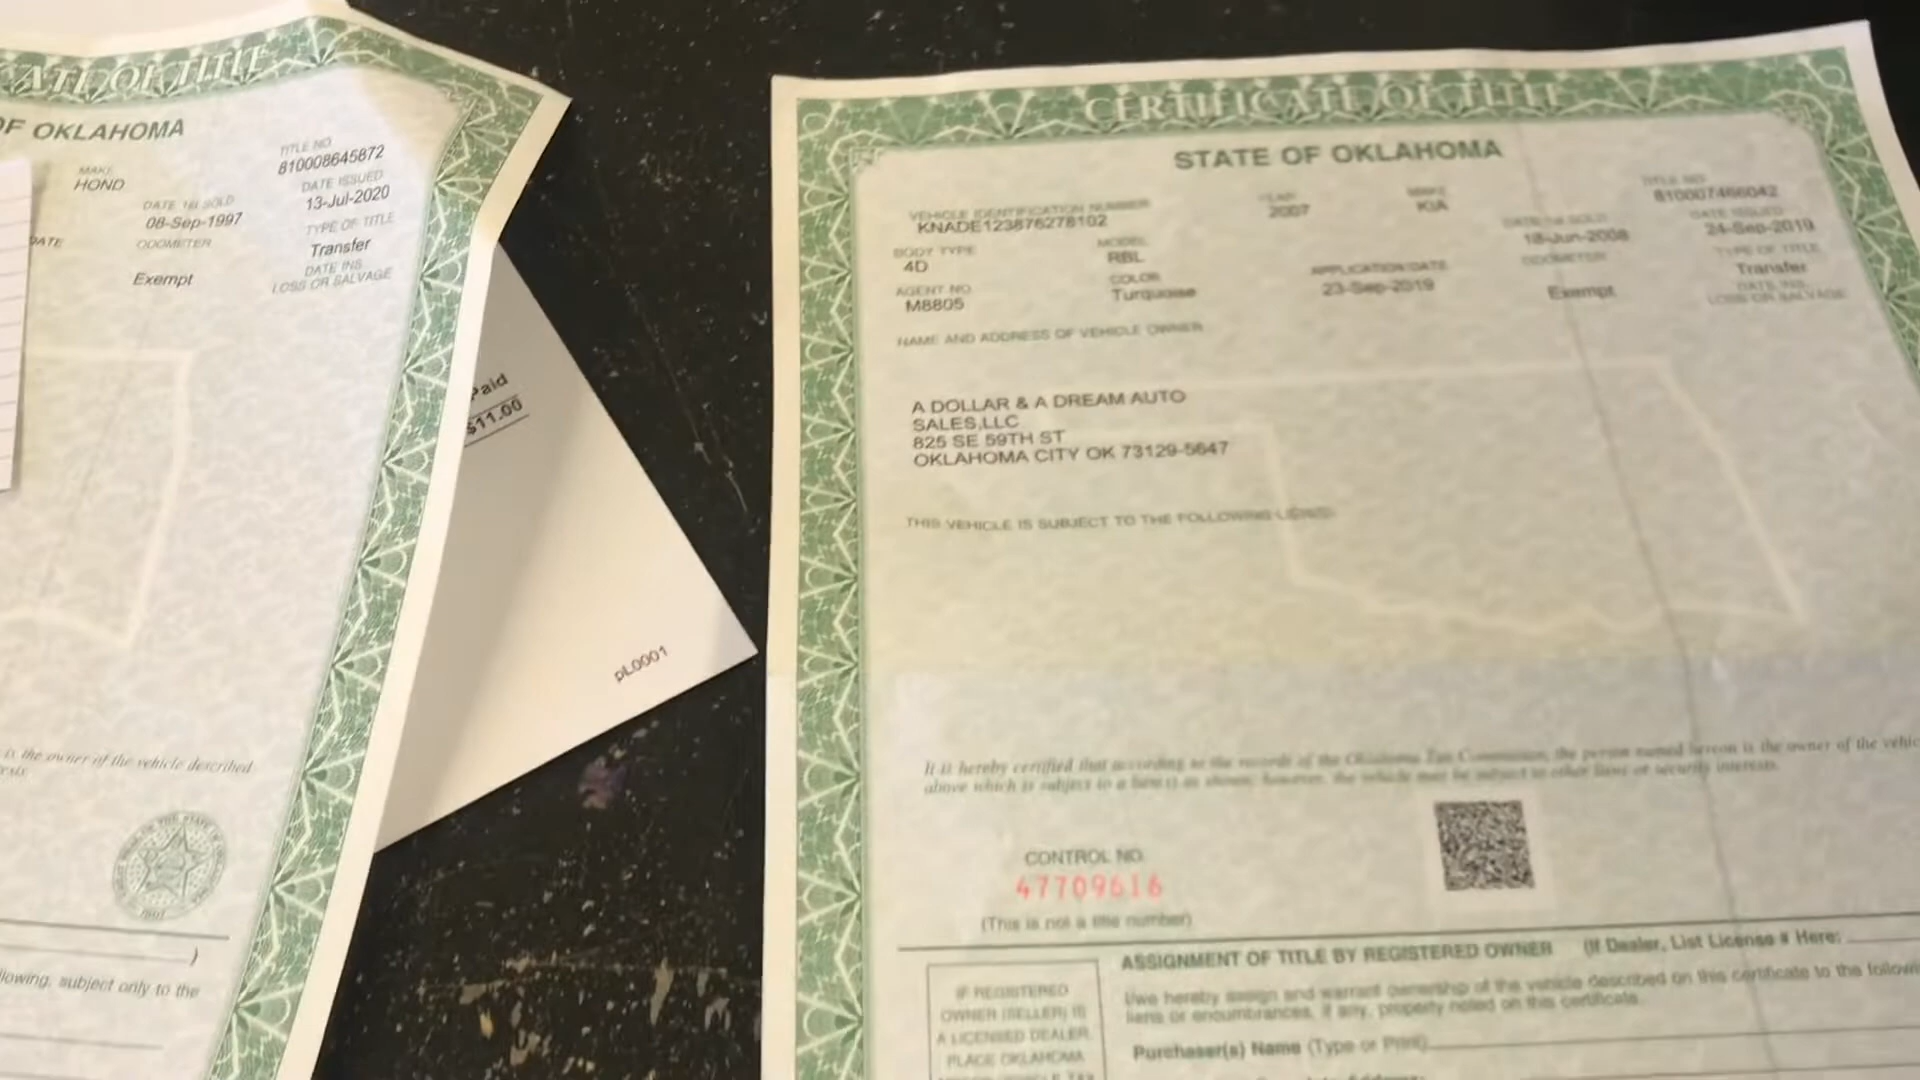 CATE OF TITLE
OF OKLAHOMA
TITLE NO.
810008645872
MAKE
HOND
DATE ISSUED
13-Jul-2020
DATE 1st SOLD
08-Sep-1997
TYPE OF TITLE
Transfer
DATE
ODOMETER
Exempt
DATE INS.
LOSS OR SALVAGE
is the owner of the vehicle described
)
lowing, subject only to the
Paid
$11.00
pL0001
CERTIFICATE OF TITLE
STATE OF OKLAHOMA
VEHICLE IDENTIFICATION NUMBER YEAR MAKE TITLE NO.
KNADE123876278102 2007 KIA 810007466042
BODY TYPE MODEL DATE 1st SOLD DATE ISSUED
4D RBL 18-Jun-2008 24-Sep-2019
AGENT NO. COLOR APPLICATION DATE ODOMETER TYPE OF TITLE
M8805 Turquoise 23-Sep-2019 Exempt Transfer
DATE INS.
LOSS OR SALVAGE
NAME AND ADDRESS OF VEHICLE OWNER
A DOLLAR & A DREAM AUTO
SALES,LLC
825 SE 59TH ST
OKLAHOMA CITY OK 73129-5647
THIS VEHICLE IS SUBJECT TO THE FOLLOWING LIEN(S):
It is hereby certified that according to the records of the Oklahoma Tax Commission, the person named hereon is the owner of the vehic
above which is subject to a lien(s) as shown; however, the vehicle may be subject to other liens or security interests.
CONTROL NO.
47709616
(This is not a title number)
ASSIGNMENT OF TITLE BY REGISTERED OWNER (If Dealer, List License # Here:
I/we hereby assign and warrant ownership of the vehicle described on this certificate to the followi
liens or encumbrances, if any, properly noted on this certificate.
IF REGISTERED
OWNER (SELLER) IS
A LICENSED DEALER,
PLACE OKLAHOMA
Purchaser(s) Name (Type or Print)